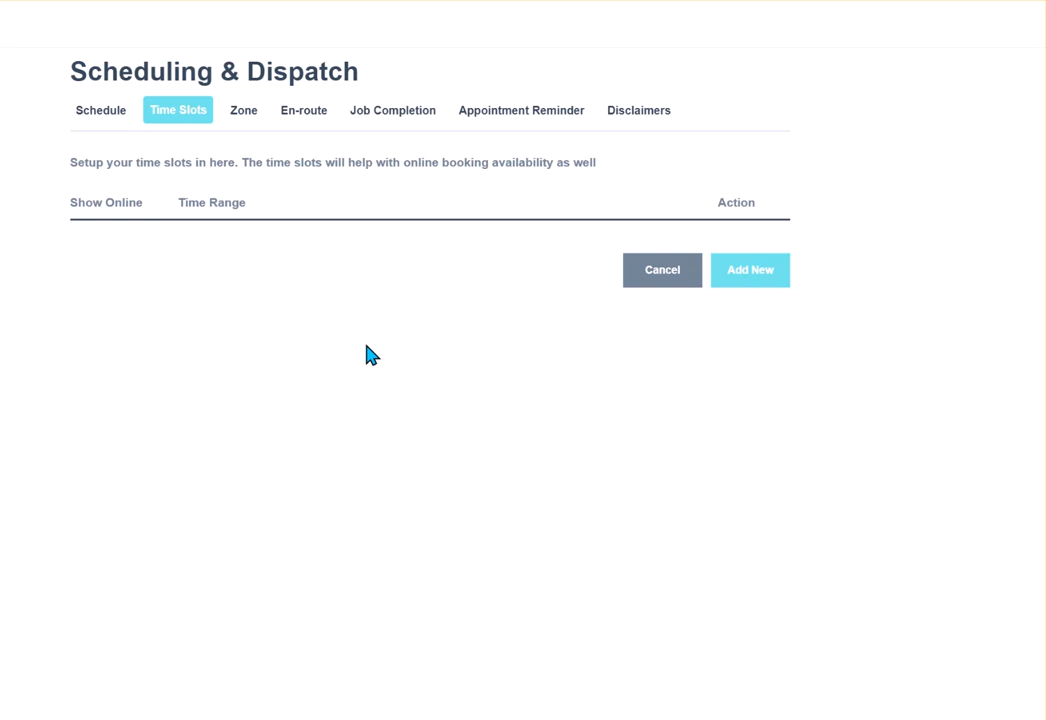 Scheduling & Dispatch
Schedule Time Slots Zone En-route Job Completion Appointment Reminder Disclaimers
Setup your time slots in here. The time slots will help with online booking availability as well
Show Online Time Range Action
Cancel Add New